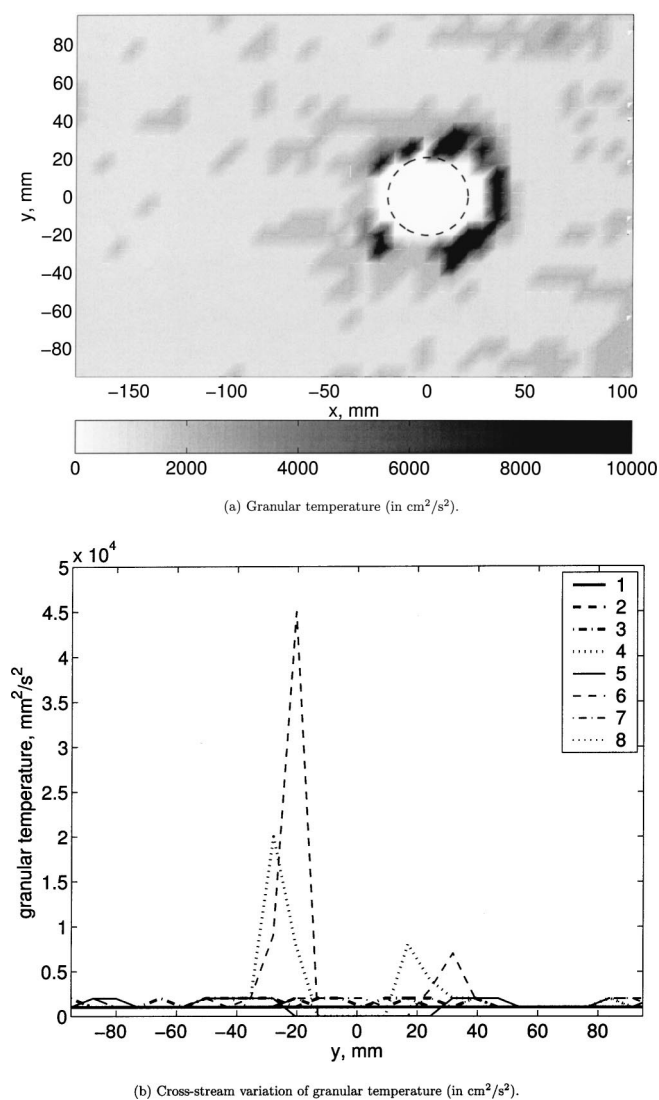 80
60
40
20
0
−20
−40
−60
−80
y, mm
−150 −100 −50 0 50 100
x, mm
0 2000 4000 6000 8000 10000
(a) Granular temperature (in cm²/s²).
x 10⁴
5
4.5
4
3.5
3
2.5
2
1.5
1
0.5
0
granular temperature, mm²/s²
1
2
3
4
5
6
7
8
−80 −60 −40 −20 0 20 40 60 80
y, mm
(b) Cross-stream variation of granular temperature (in cm²/s²).